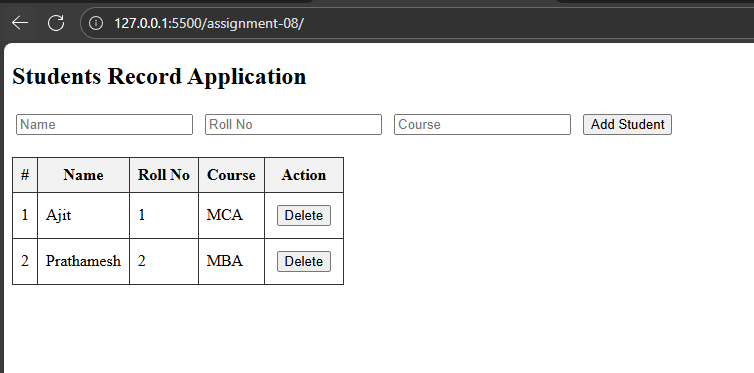 127.0.0.1:5500/assignment-08/
Students Record Application
Name Roll No Course Add Student
# Name Roll No Course Action
1 Ajit 1 MCA Delete
2 Prathamesh 2 MBA Delete